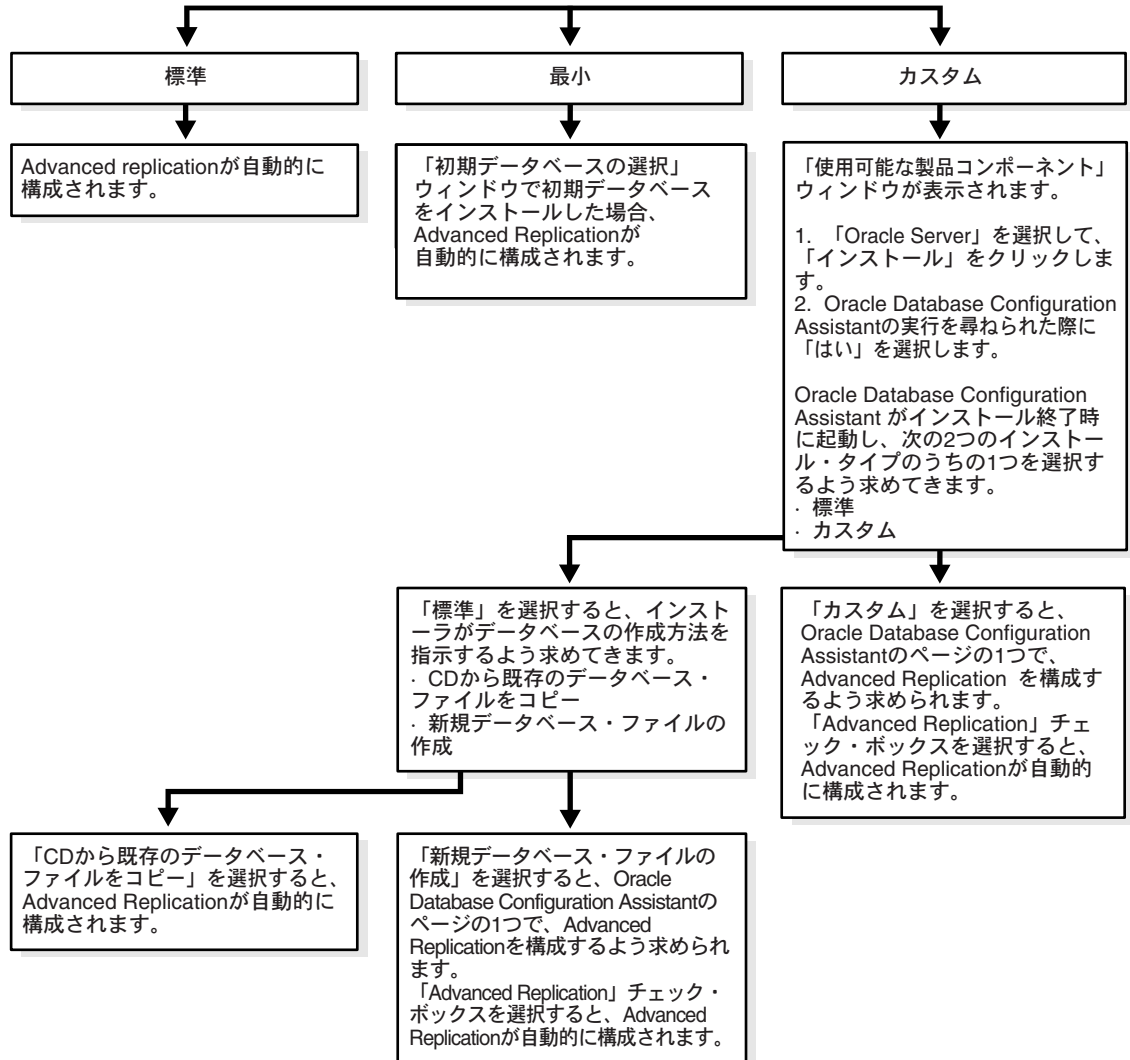 標準
最小
カスタム
Advanced replicationが自動的に
構成されます。
「初期データベースの選択」
ウィンドウで初期データベース
をインストールした場合、
Advanced Replicationが
自動的に構成されます。
「使用可能な製品コンポーネント」
ウィンドウが表示されます。
1. 「Oracle Server」を選択して、
「インストール」をクリックしま
す。
2. Oracle Database Configuration
Assistantの実行を尋ねられた際に
「はい」を選択します。
Oracle Database Configuration
Assistant がインストール終了時
に起動し、次の2つのインストー
ル・タイプのうちの1つを選択す
るよう求めてきます。
· 標準
· カスタム
「標準」を選択すると、インスト
ーラがデータベースの作成方法を
指示するよう求めてきます。
· CDから既存のデータベース・
ファイルをコピー
· 新規データベース・ファイルの
作成
「カスタム」を選択すると、
Oracle Database Configuration
Assistantのページの1つで、
Advanced Replication を構成す
るよう求められます。
「Advanced Replication」チェ
ック・ボックスを選択すると、
Advanced Replicationが自動的
に構成されます。
「CDから既存のデータベース・
ファイルをコピー」を選択すると、
Advanced Replicationが自動的に
構成されます。
「新規データベース・ファイルの
作成」を選択すると、Oracle
Database Configuration Assistantの
ページの1つで、Advanced
Replicationを構成するよう求められ
ます。
「Advanced Replication」チェック・
ボックスを選択すると、Advanced
Replicationが自動的に構成されます。